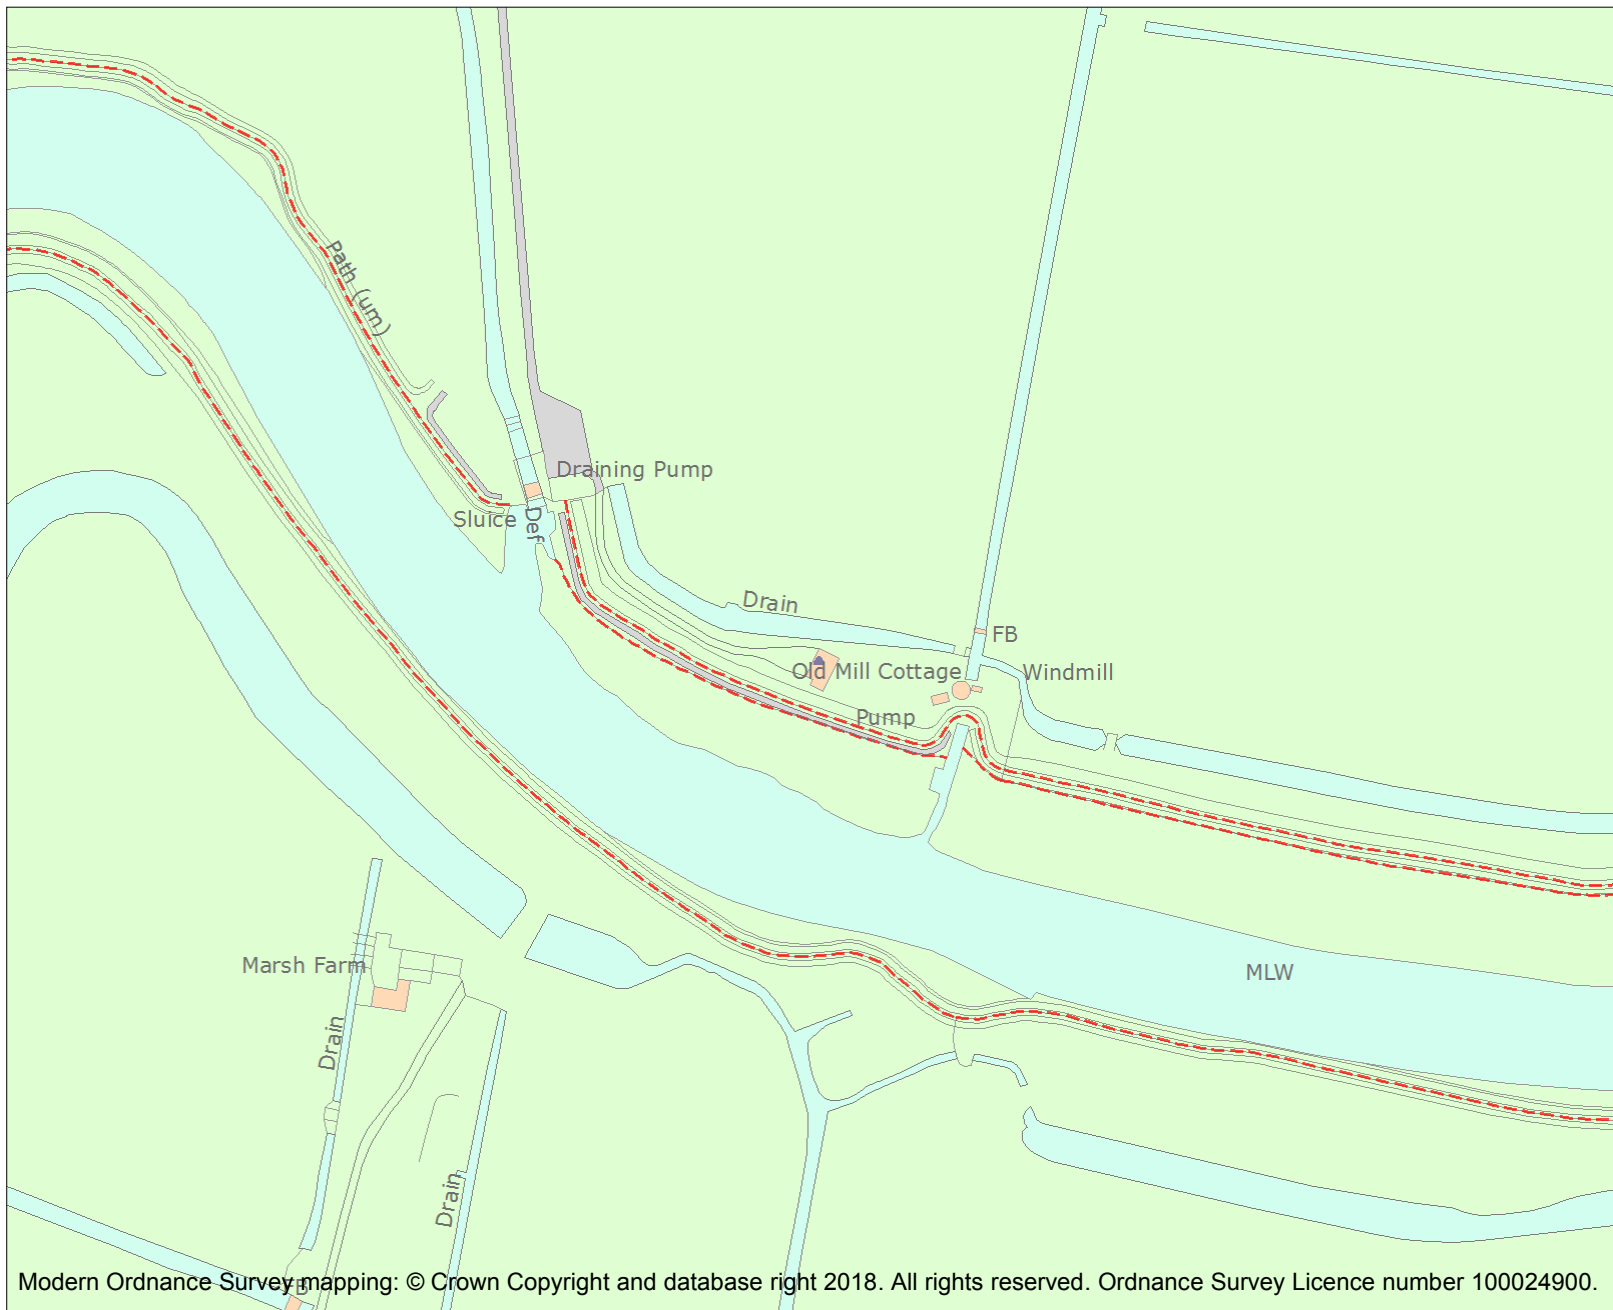 Path (um)
Draining Pump
Sluice
Def
Drain
FB
Old Mill Cottage
Windmill
Pump
Marsh Farm
MLW
Drain
Drain
FB
Modern Ordnance Survey mapping: © Crown Copyright and database right 2018. All rights reserved. Ordnance Survey Licence number 100024900.